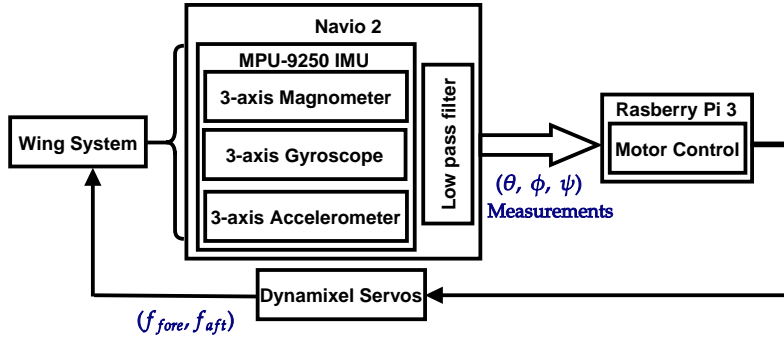 Navio 2
MPU-9250 IMU
3-axis Magnometer
3-axis Gyroscope
3-axis Accelerometer
Low pass filter
Wing System
Rasberry Pi 3
Motor Control
(θ, ϕ, ψ)
Measurements
Dynamixel Servos
(f_fore, f_aft)